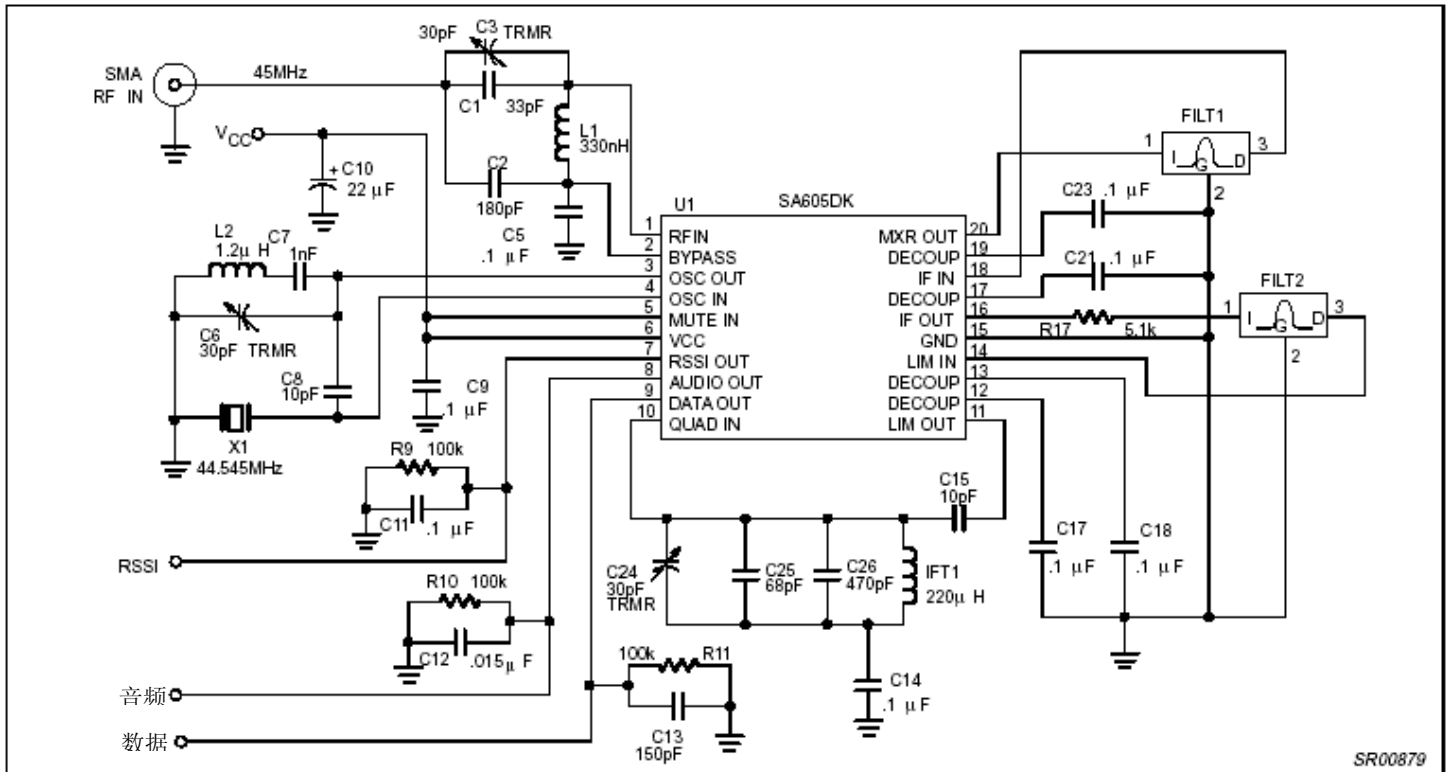 30pF C3 TRMR
SMA
RF IN
45MHz
C1 33pF
L1
330nH
VCC
+ C10
22 μF
C2
180pF
C5
.1 μF
L2
1.2μ H
C7
1nF
C6
30pF TRMR
C8
10pF
X1
44.545MHz
C9
.1 μF
R9 100k
C11 .1 μF
RSSI
R10 100k
C12 .015μ F
音频
数据
100k R11
C13
150pF
U1 SA605DK
1 RFIN MXR OUT 20
2 BYPASS DECOUP 19
3 OSC OUT IF IN 18
4 OSC IN DECOUP 17
5 MUTE IN IF OUT 16
6 VCC GND 15
7 RSSI OUT LIM IN 14
8 AUDIO OUT DECOUP 13
9 DATA OUT DECOUP 12
10 QUAD IN LIM OUT 11
FILT1
1 I G D 3
2
C23 .1 μF
C21 .1 μF
FILT2
1 I G D 3
2
R17 5.1k
C15
10pF
C24
30pF
TRMR
C25
68pF
C26
470pF
IFT1
220μ H
C14
.1 μF
C17
.1 μF
C18
.1 μF
SR00879